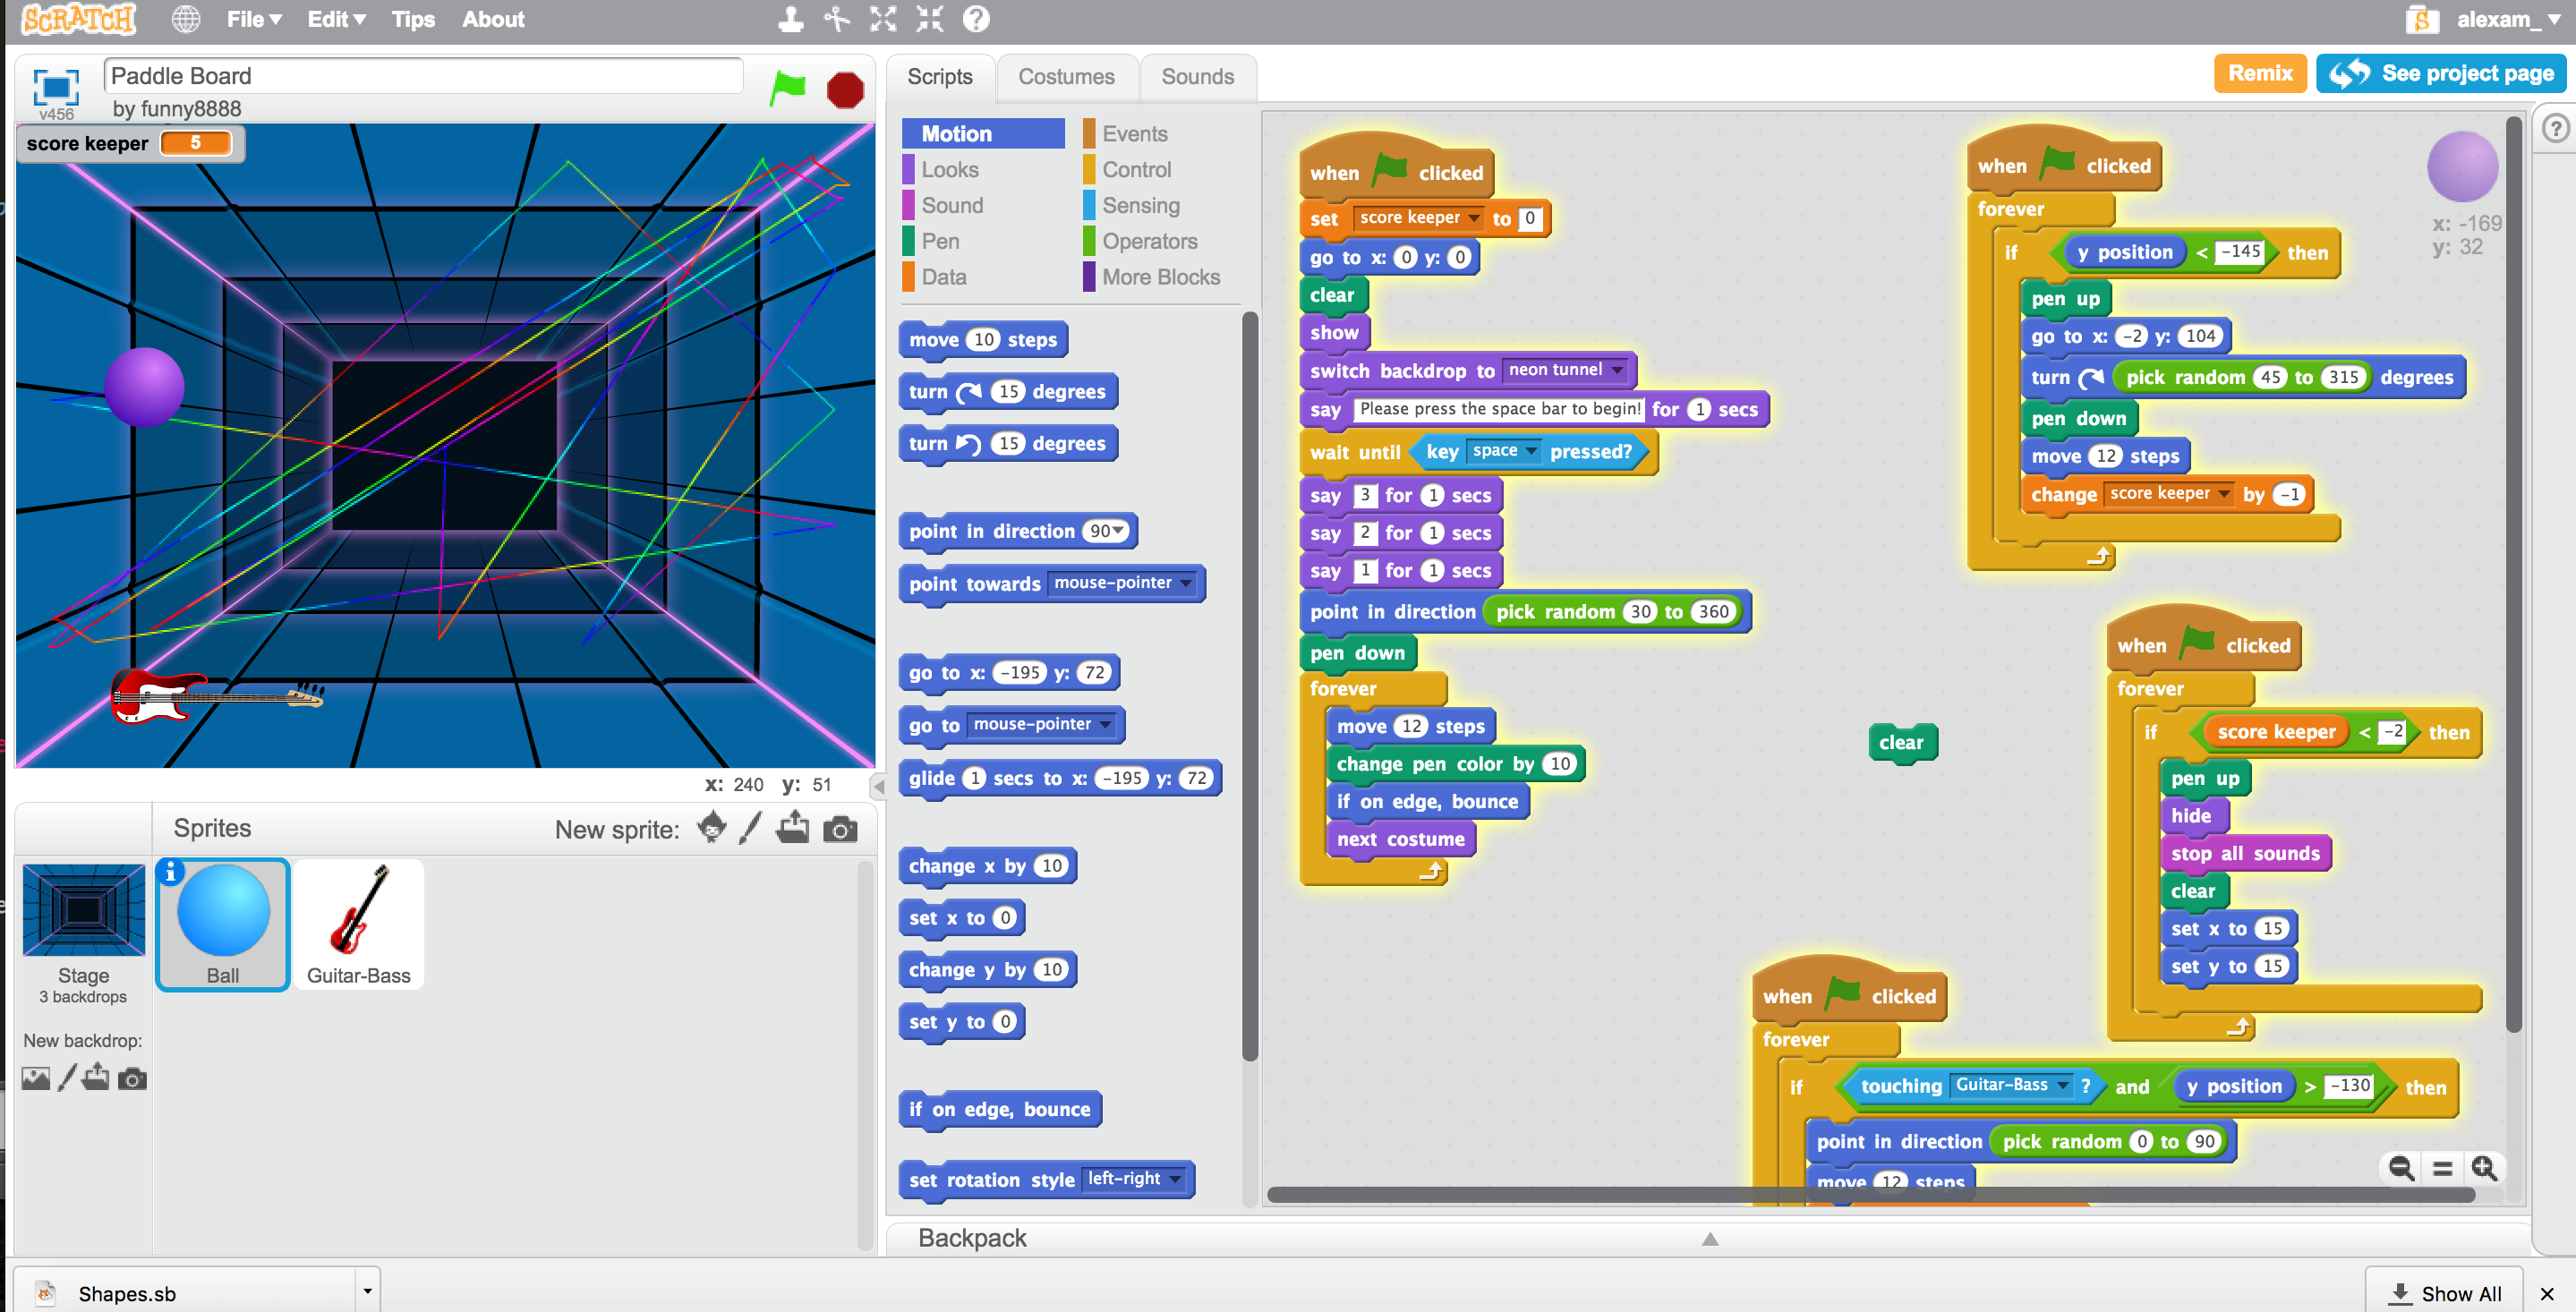 SCRATCH File Edit Tips About alexam_
Paddle Board
v456 by funny8888
score keeper 5
x: 240 y: 51
Sprites New sprite:
Stage
3 backdrops
Ball
Guitar-Bass
New backdrop:
Scripts Costumes Sounds
Remix See project page
Motion Events
Looks Control
Sound Sensing
Pen Operators
Data More Blocks
move 10 steps
turn 15 degrees
turn 15 degrees
point in direction 90
point towards mouse-pointer
go to x: -195 y: 72
go to mouse-pointer
glide 1 secs to x: -195 y: 72
change x by 10
set x to 0
change y by 10
set y to 0
if on edge, bounce
set rotation style left-right
when clicked
set score keeper to 0
go to x: 0 y: 0
clear
show
switch backdrop to neon tunnel
say Please press the space bar to begin! for 1 secs
wait until key space pressed?
say 3 for 1 secs
say 2 for 1 secs
say 1 for 1 secs
point in direction pick random 30 to 360
pen down
forever
move 12 steps
change pen color by 10
if on edge, bounce
next costume
clear
when clicked
forever
if y position < -145 then
pen up
go to x: -2 y: 104
turn pick random 45 to 315 degrees
pen down
move 12 steps
change score keeper by -1
x: -169
y: 32
when clicked
forever
if score keeper < -2 then
pen up
hide
stop all sounds
clear
set x to 15
set y to 15
when clicked
forever
if touching Guitar-Bass ? and y position > -130 then
point in direction pick random 0 to 90
move 12 steps
Backpack
Shapes.sb
Show All